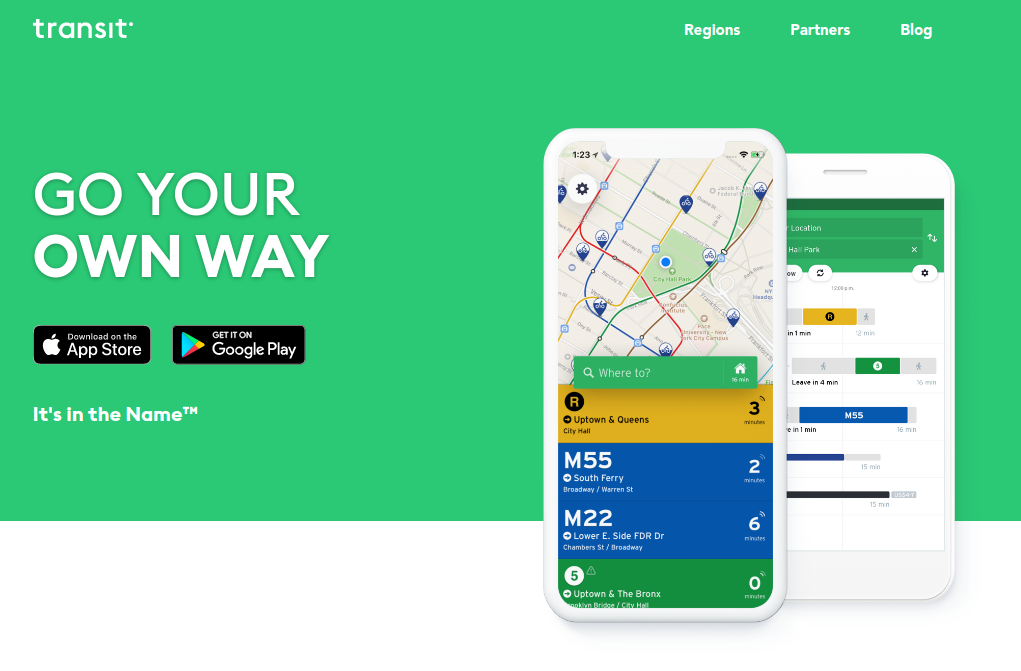 transit
Regions
Partners
Blog
GO YOUR
OWN WAY
Download on the
App Store
GET IT ON
Google Play
It's in the Name™
1:23
City Hall Park
Where to?
16 min
R
Uptown & Queens
City Hall
3
minutes
M55
South Ferry
Broadway / Warren St
2
minutes
M22
Lower E. Side FDR Dr
Chambers St / Broadway
6
minutes
5
Uptown & The Bronx
Brooklyn Bridge / City Hall
0
minutes
Location
Hall Park
12:00 p.m.
R
in 1 min
12 min
5
Leave in 4 min
16 min
M55
in 1 min
16 min
15 min
15 min